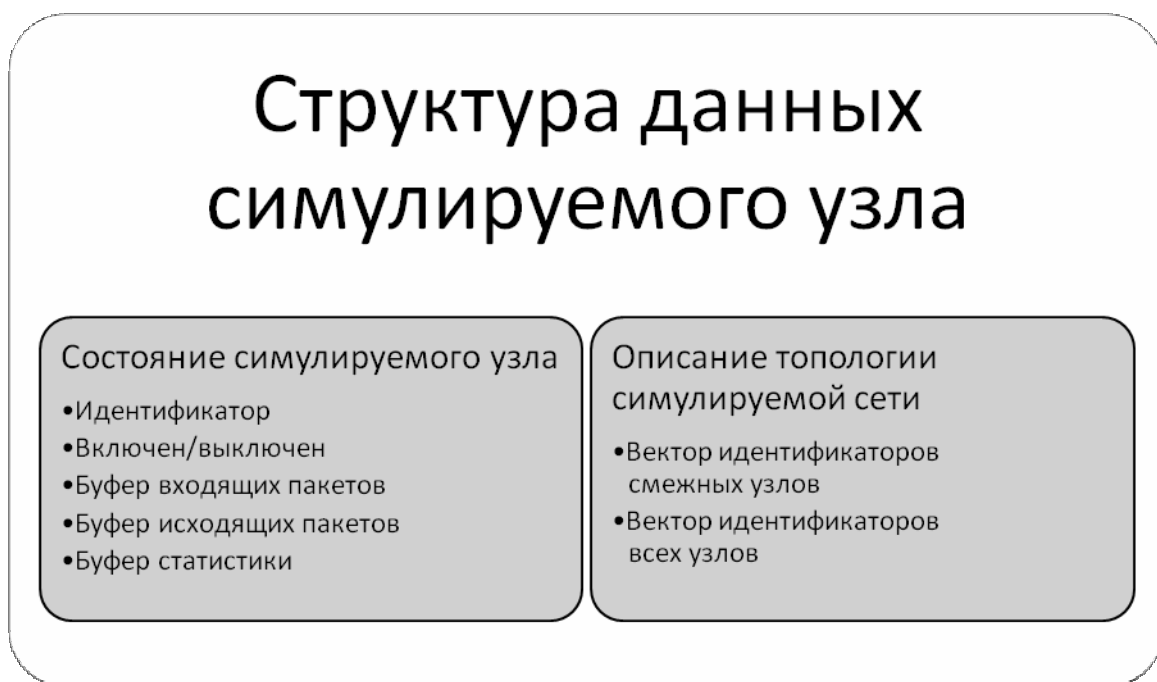 Структура данных
симулируемого узла
Состояние симулируемого узла
•Идентификатор
•Включен/выключен
•Буфер входящих пакетов
•Буфер исходящих пакетов
•Буфер статистики
Описание топологии
симулируемой сети
•Вектор идентификаторов
смежных узлов
•Вектор идентификаторов
всех узлов